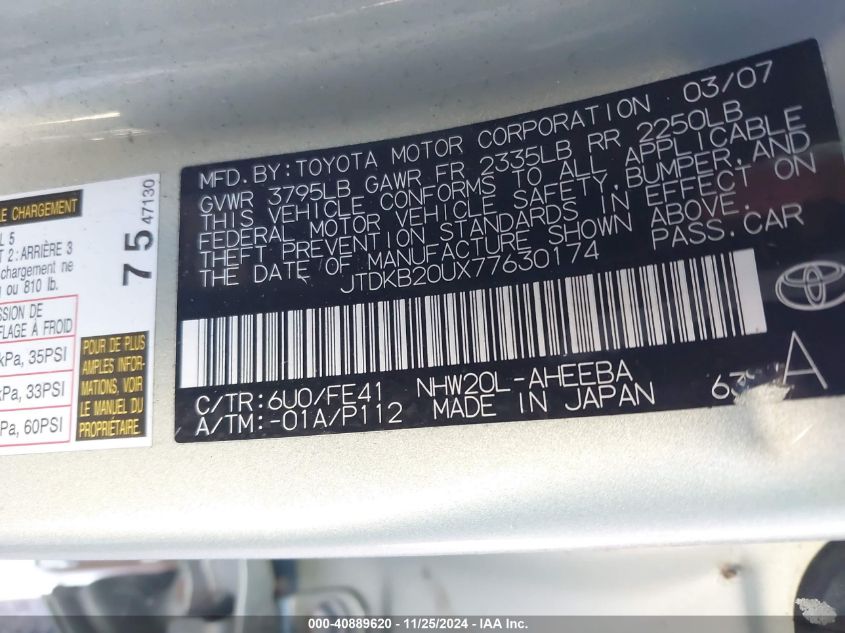 LE CHARGEMENT
L 5
T 2: ARRIÈRE 3
chargement ne
ou 810 lb.
SSION DE
FLAGE À FROID
kPa, 35PSI
kPa, 33PSI
Pa, 60PSI
75
47130
POUR DE PLUS
AMPLES INFOR-
MATIONS, VOIR
LE MANUEL DU
PROPRIÉTAIRE
MFD. BY: TOYOTA MOTOR CORPORATION 03/07
GVWR 3795LB GAWR FR 2335LB RR 2250LB
THIS VEHICLE CONFORMS TO ALL APPLICABLE
FEDERAL MOTOR VEHICLE SAFETY, BUMPER, AND
THEFT PREVENTION STANDARDS IN EFFECT ON
THE DATE OF MANUFACTURE SHOWN ABOVE.
JTDKB20UX77630174 PASS. CAR
C/TR: 6U0/FE41 NHW20L-AHEEBA
A/TM: -01A/P112 MADE IN JAPAN
A
TOYOTA
000-40889620 - 11/25/2024 - IAAI.COM